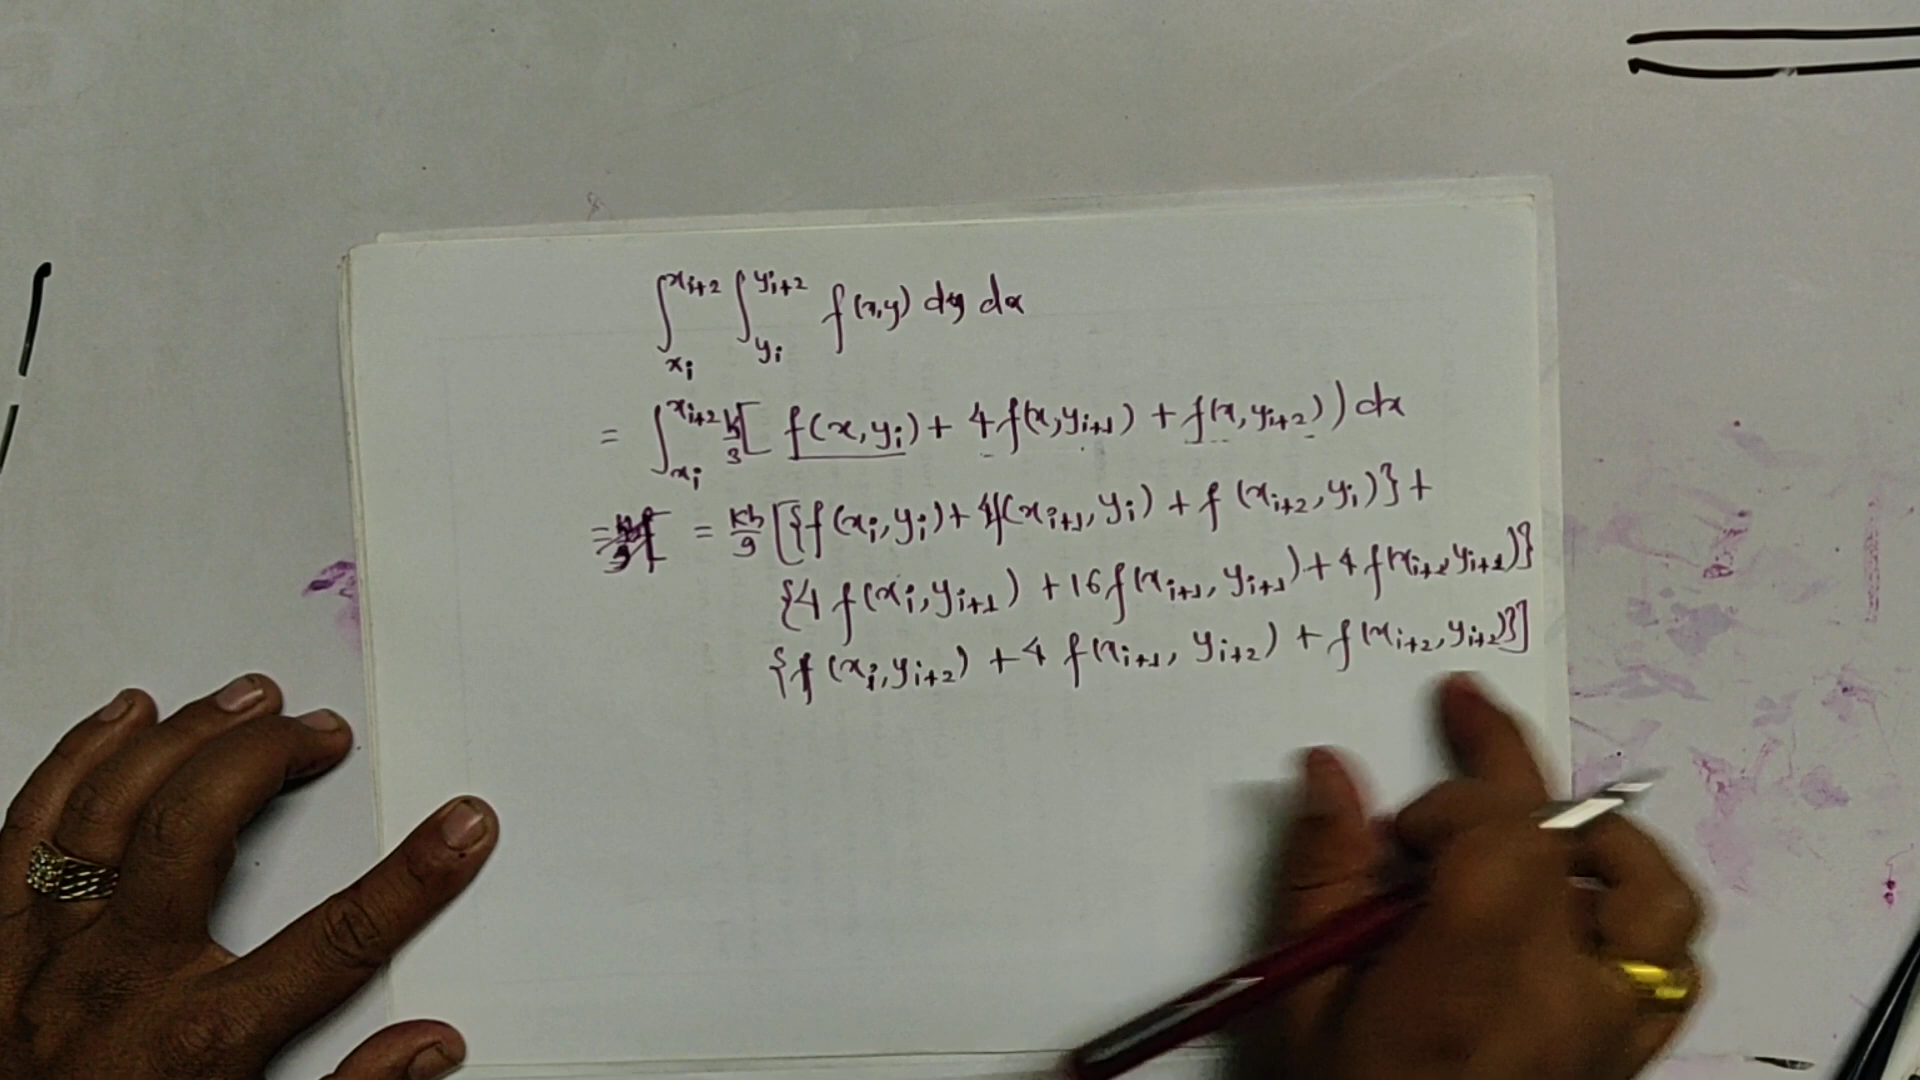 ∫_{x_i}^{x_{i+2}} ∫_{y_i}^{y_{i+2}} f(x,y) dy dx
= ∫_{x_i}^{x_{i+2}} k/3 [ f(x,y_i) + 4f(x,y_{i+1}) + f(x,y_{i+2}) ) dx
= = kh/9 [{f(x_i,y_i) + 4f(x_{i+1},y_i) + f(x_{i+2},y_i)} +
{4 f(x_i,y_{i+1}) + 16 f(x_{i+1},y_{i+1}) + 4 f(x_{i+2},y_{i+1})}
{f(x_i,y_{i+2}) + 4 f(x_{i+1},y_{i+2}) + f(x_{i+2},y_{i+2})}]